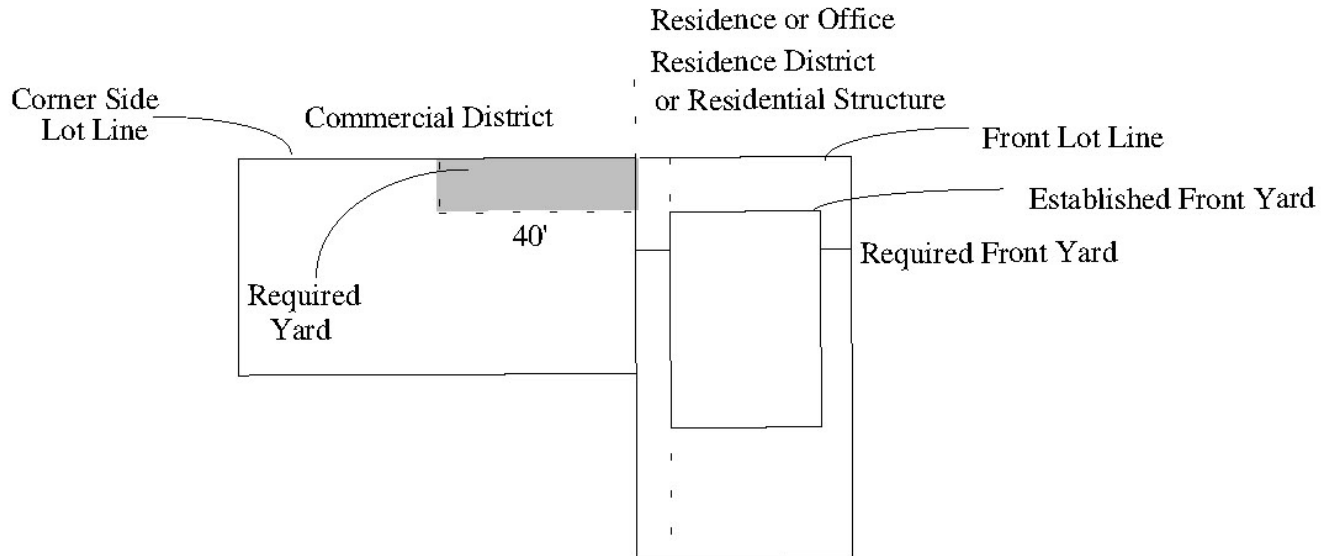 Residence or Office
Residence District
or Residential Structure
Corner Side
Lot Line
Commercial District
Front Lot Line
Established Front Yard
40'
Required Front Yard
Required
Yard